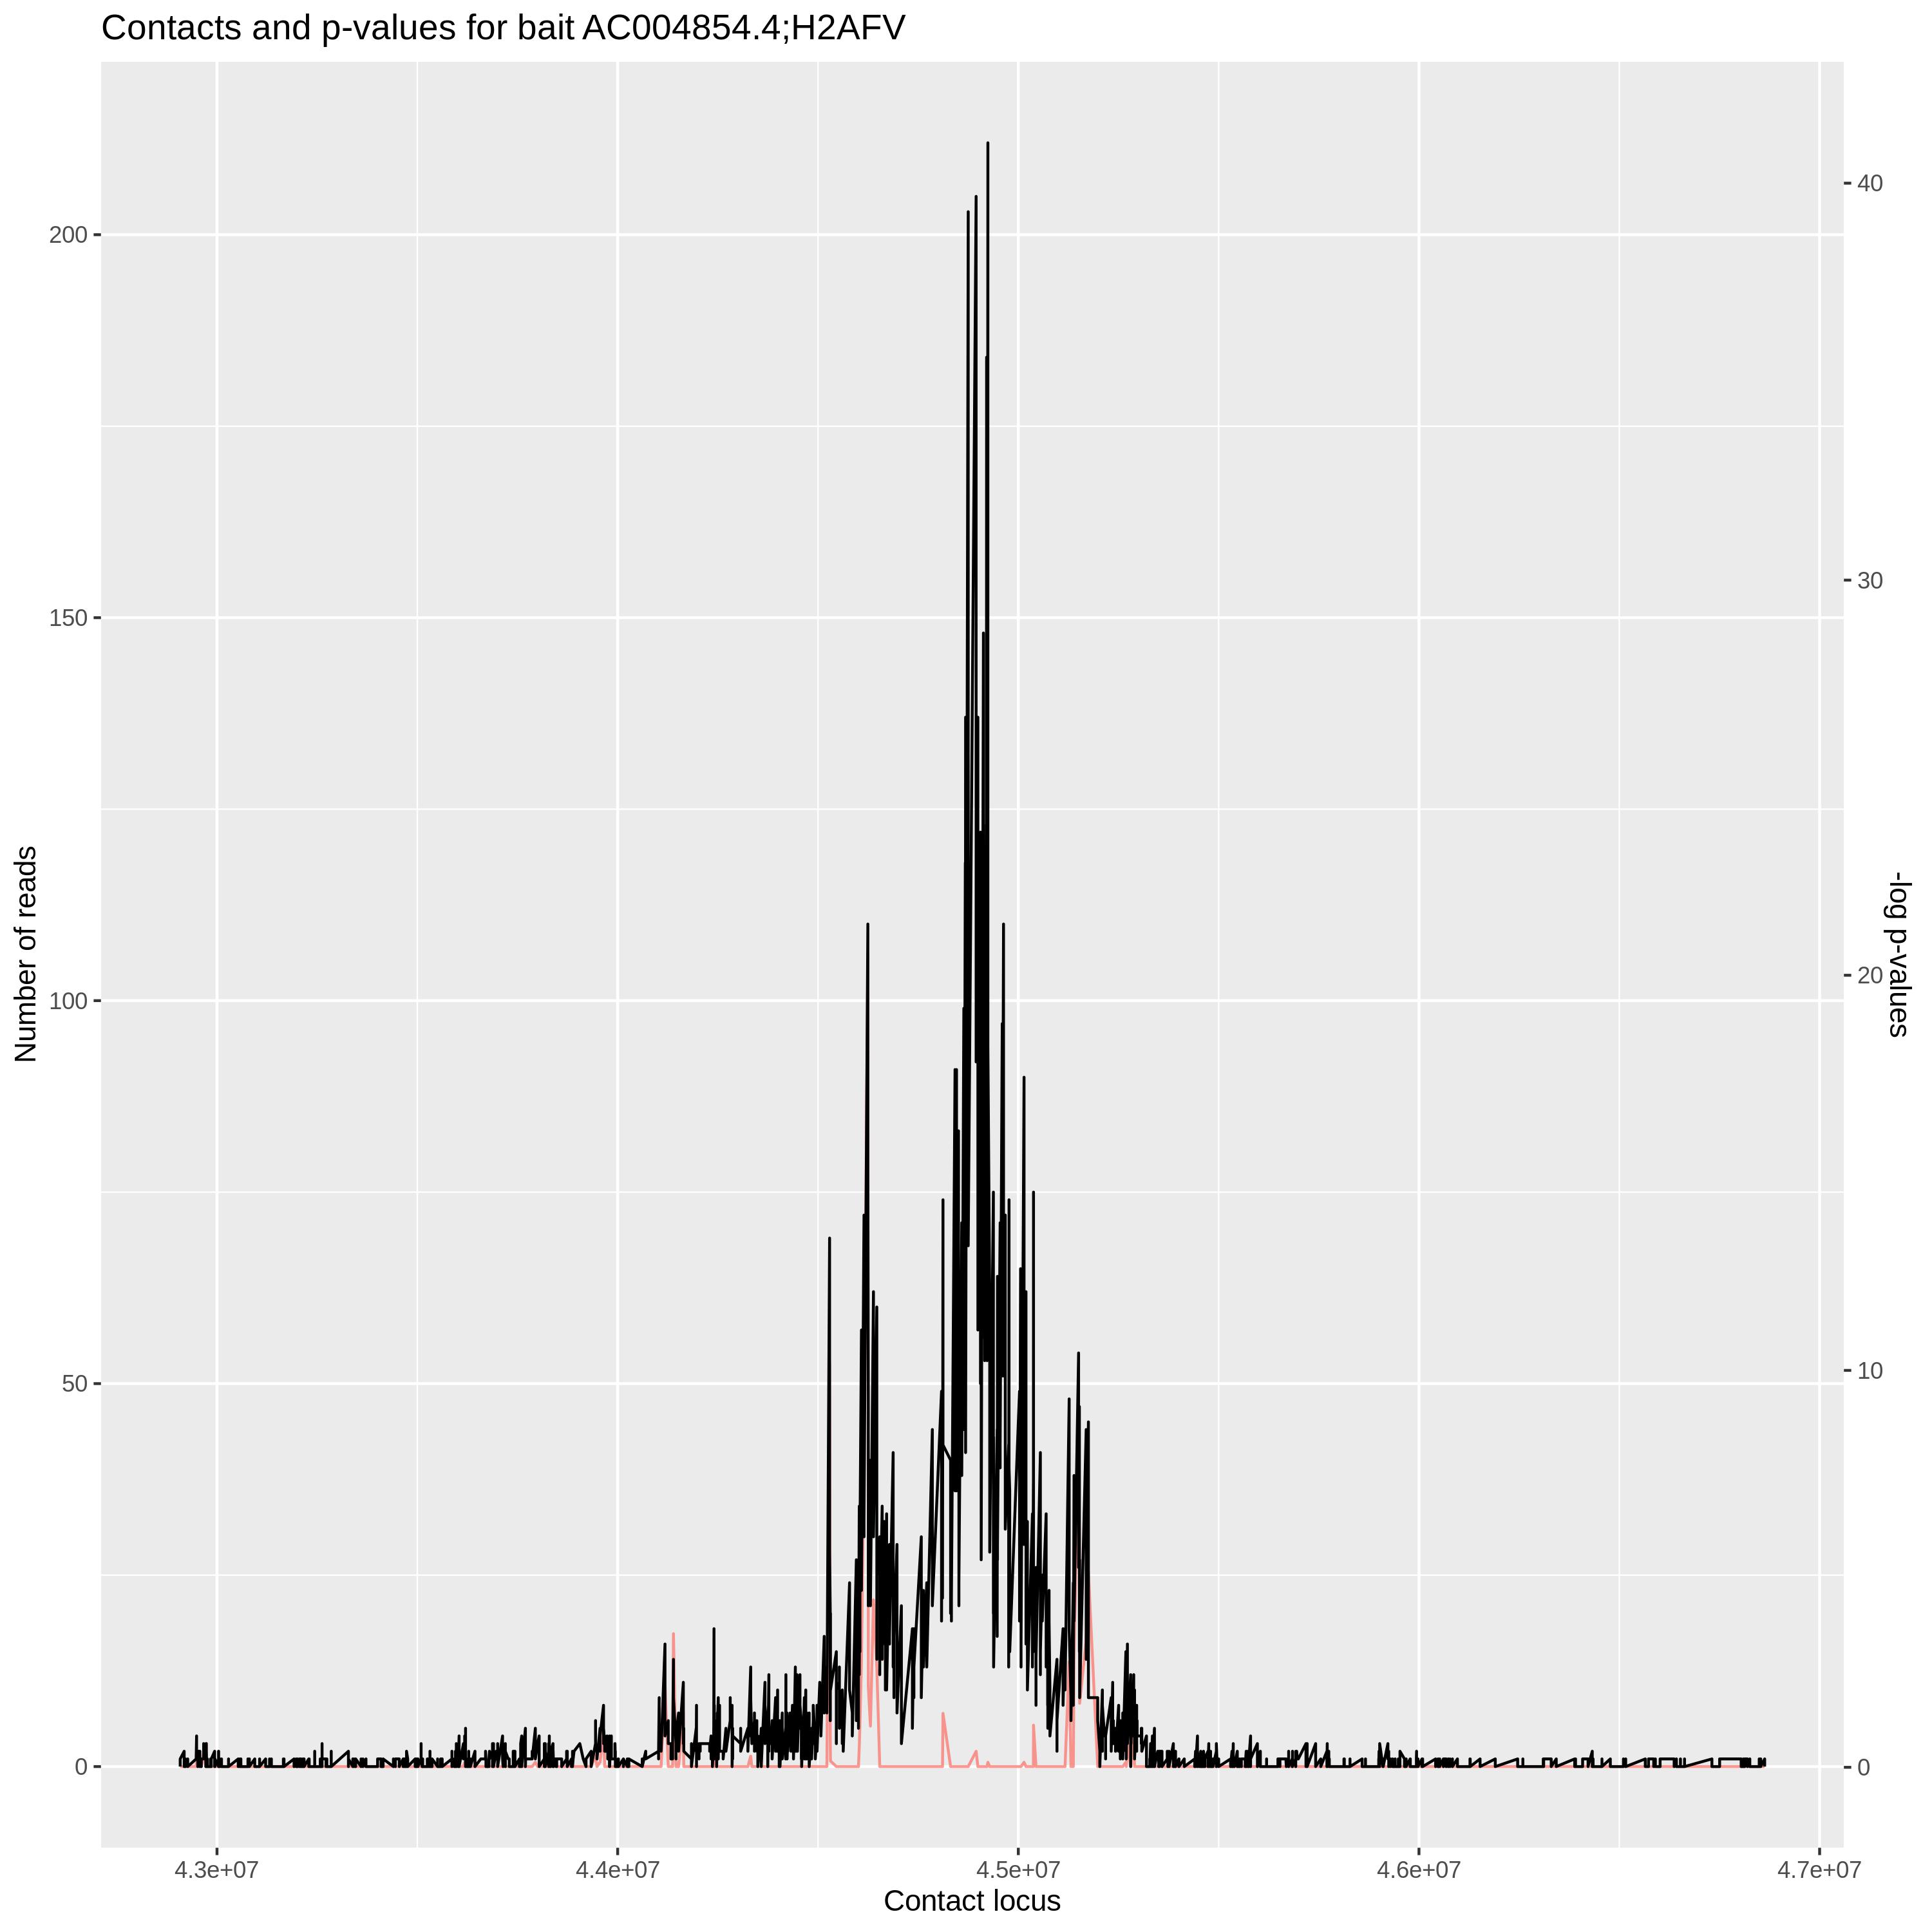 Contacts and p-values for bait AC004854.4;H2AFV
Number of reads
200
150
100
50
0
40
30
20
10
0
-log p-values
4.3e+07
4.4e+07
4.5e+07
4.6e+07
4.7e+07
Contact locus